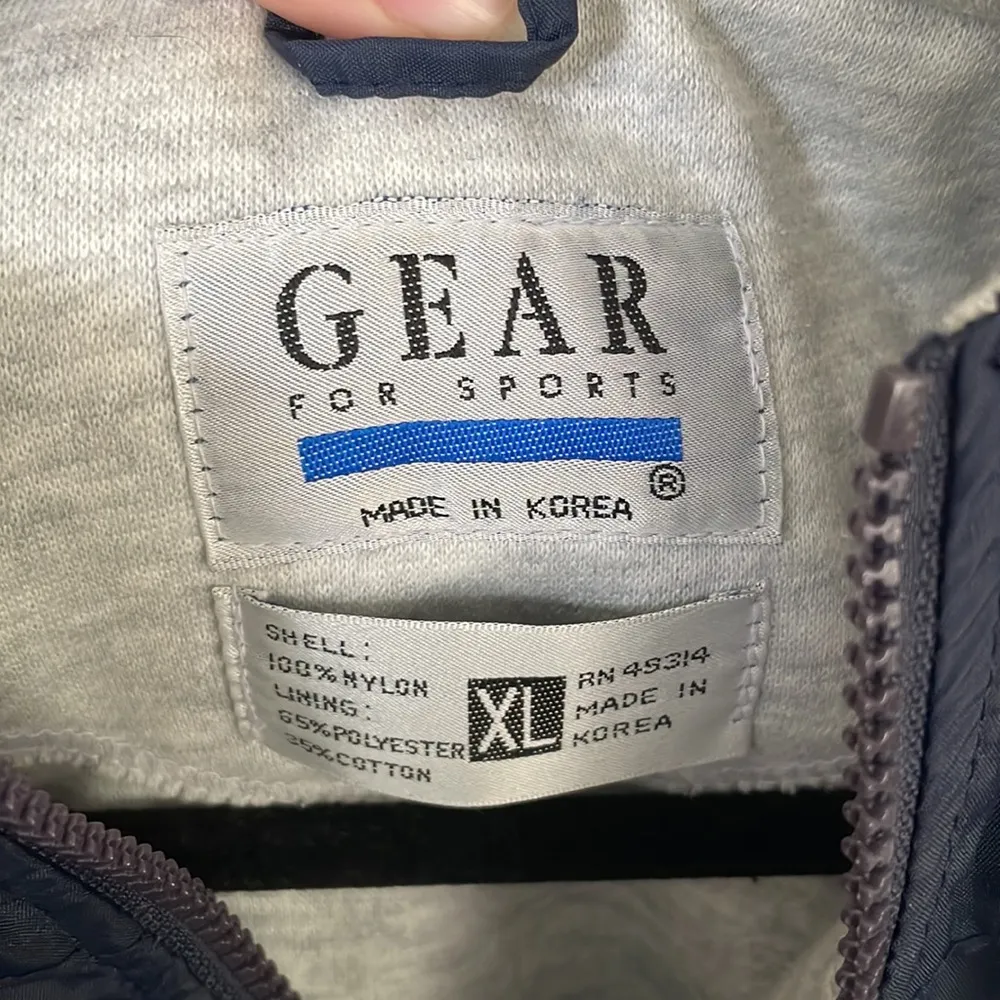 GEAR
FOR SPORTS
®
MADE IN KOREA
SHELL:
100% NYLON
LINING:
65% POLYESTER
35% COTTON
XL
RN 49314
MADE IN
KOREA